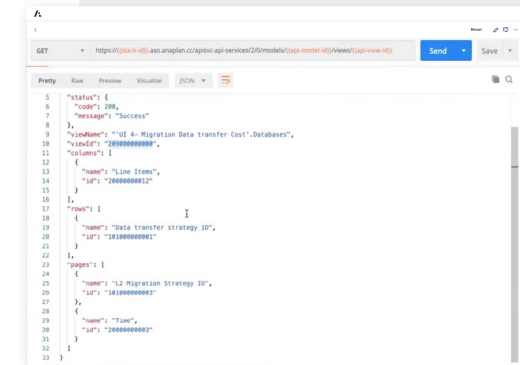 Reset
GET https://{{stack-id}}.aso.anaplan.cc/apisvc-api-services/2/0/models/{{api-model-id}}/views/{{api-view-id}} Send Save
Pretty Raw Preview Visualize JSON
5 "status": {
6 "code": 200,
7 "message": "Success"
8 },
9 "viewName": "'UI 4- Migration Data transfer Cost'.Databases",
10 "viewId": "209000000000",
11 "columns": [
12 {
13 "name": "Line Items",
14 "id": "20000000012"
15 }
16 ],
17 "rows": [
18 {
19 "name": "Data transfer strategy ID",
20 "id": "101000000001"
21 }
22 ],
23 "pages": [
24 {
25 "name": "L2 Migration Strategy ID",
26 "id": "101000000003"
27 },
28 {
29 "name": "Time",
30 "id": "20000000003"
31 }
32 ]
33 }